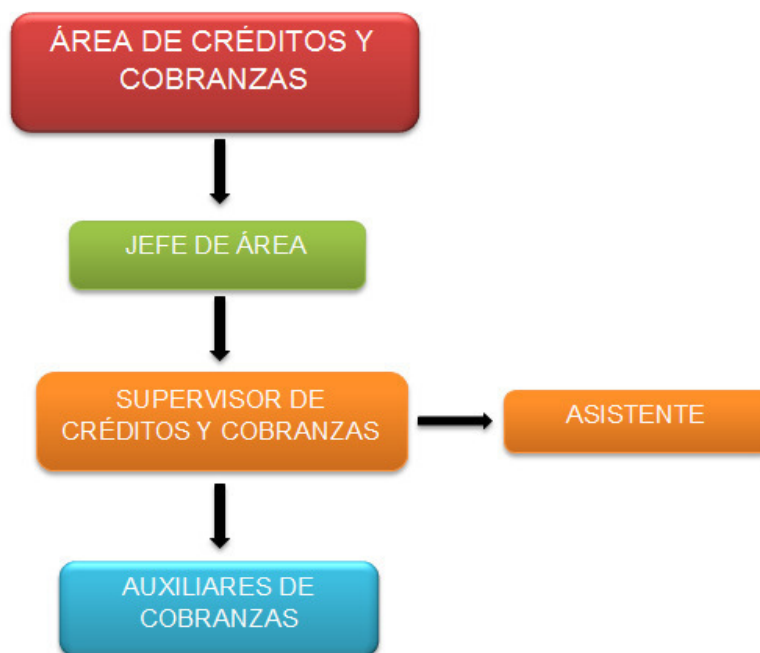 ÁREA DE CRÉDITOS Y
COBRANZAS
JEFE DE ÁREA
SUPERVISOR DE
CRÉDITOS Y COBRANZAS
ASISTENTE
AUXILIARES DE
COBRANZAS